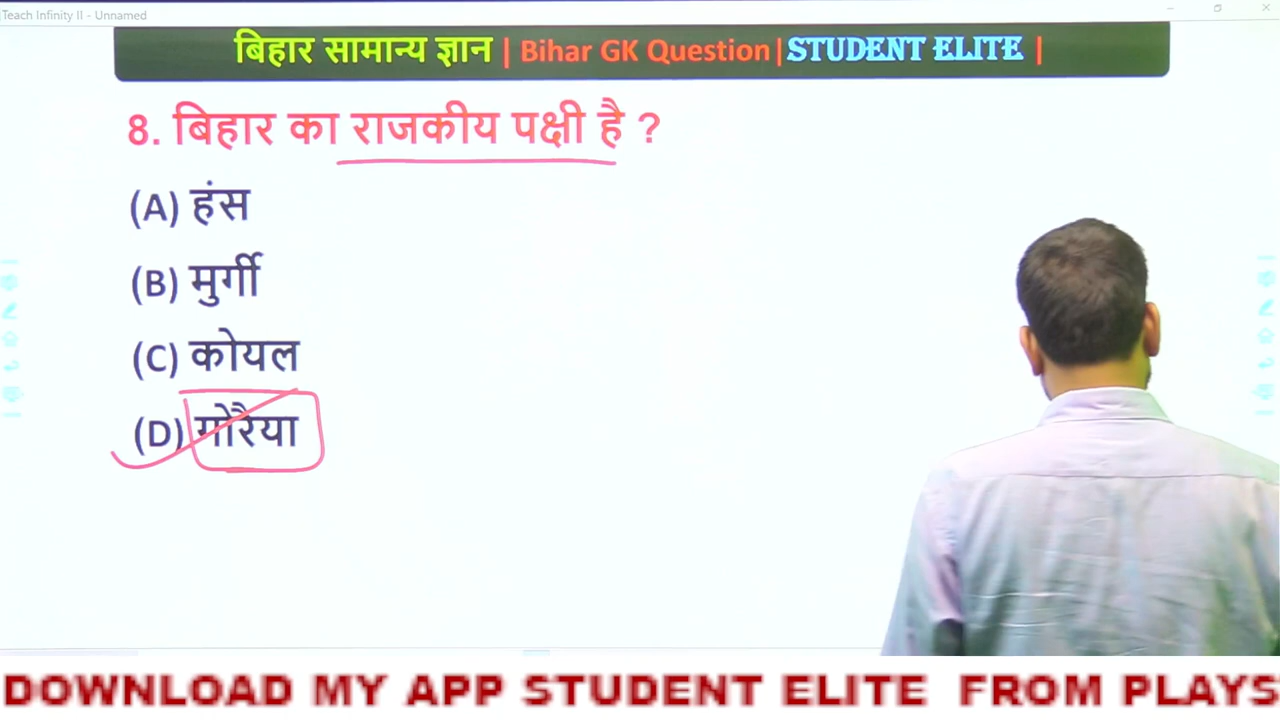 Teach Infinity II - Unnamed
बिहार सामान्य ज्ञान | Bihar GK Question | STUDENT ELITE |
8. बिहार का राजकीय पक्षी है ?
(A) हंस
(B) मुर्गी
(C) कोयल
(D) गोरैया
DOWNLOAD MY APP STUDENT ELITE FROM PLAYS